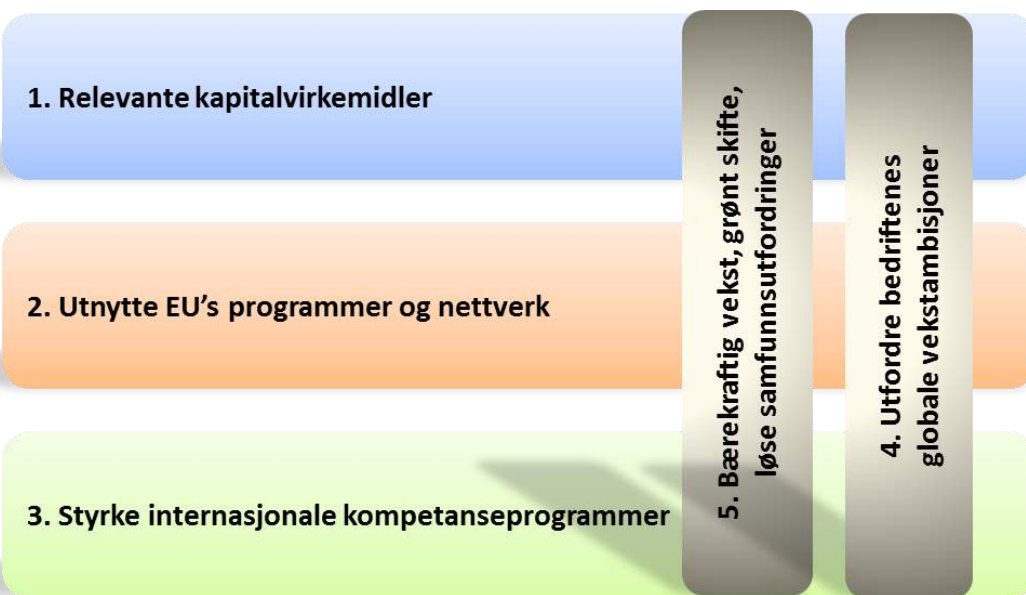 1. Relevante kapitalvirkemidler
2. Utnytte EU's programmer og nettverk
3. Styrke internasjonale kompetanseprogrammer
5. Bærekraftig vekst, grønt skifte,
løse samfunnsutfordringer
4. Utfordre bedriftenes
globale vekstambisjoner